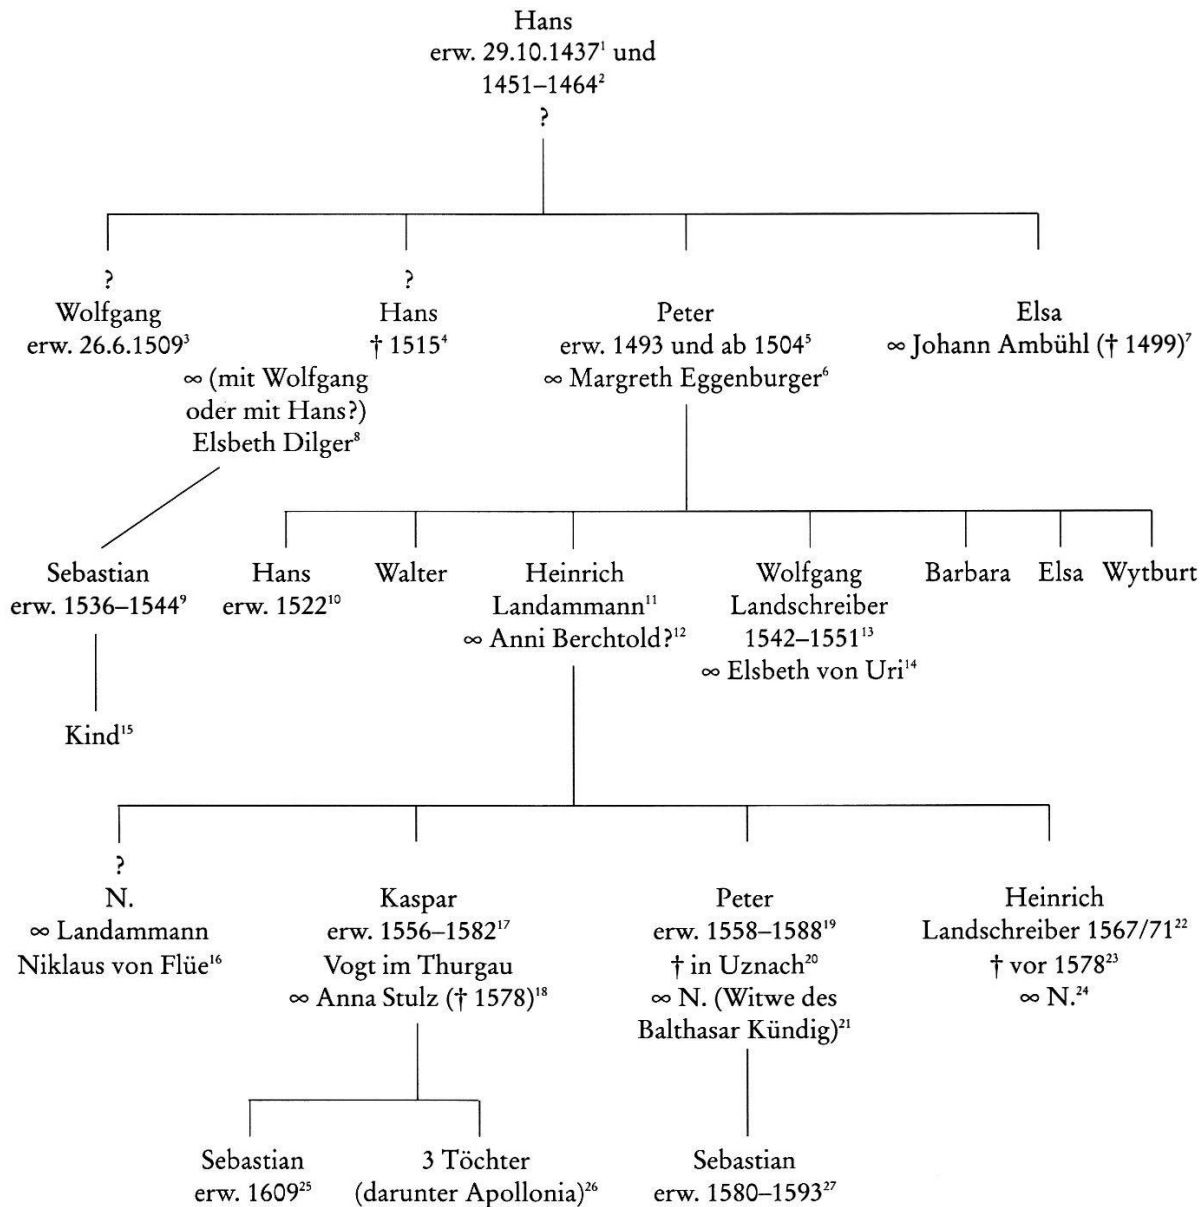 Hans
erw. 29.10.1437¹ und
1451–1464²
?
?
Wolfgang
erw. 26.6.1509³
?
Hans
† 1515⁴
∞ (mit Wolfgang
oder mit Hans?)
Elsbeth Dilger⁸
Peter
erw. 1493 und ab 1504⁵
∞ Margreth Eggenburger⁶
Elsa
∞ Johann Ambühl († 1499)⁷
Sebastian
erw. 1536–1544⁹
Hans
erw. 1522¹⁰
Walter
Heinrich
Landammann¹¹
∞ Anni Berchtold?¹²
Wolfgang
Landschreiber
1542–1551¹³
∞ Elsbeth von Uri¹⁴
Barbara
Elsa
Wytburt
Kind¹⁵
?
N.
∞ Landammann
Niklaus von Flüe¹⁶
Kaspar
erw. 1556–1582¹⁷
Vogt im Thurgau
∞ Anna Stulz († 1578)¹⁸
Peter
erw. 1558–1588¹⁹
† in Uznach²⁰
∞ N. (Witwe des
Balthasar Kündig)²¹
Heinrich
Landschreiber 1567/71²²
† vor 1578²³
∞ N.²⁴
Sebastian
erw. 1609²⁵
3 Töchter
(darunter Apollonia)²⁶
Sebastian
erw. 1580–1593²⁷